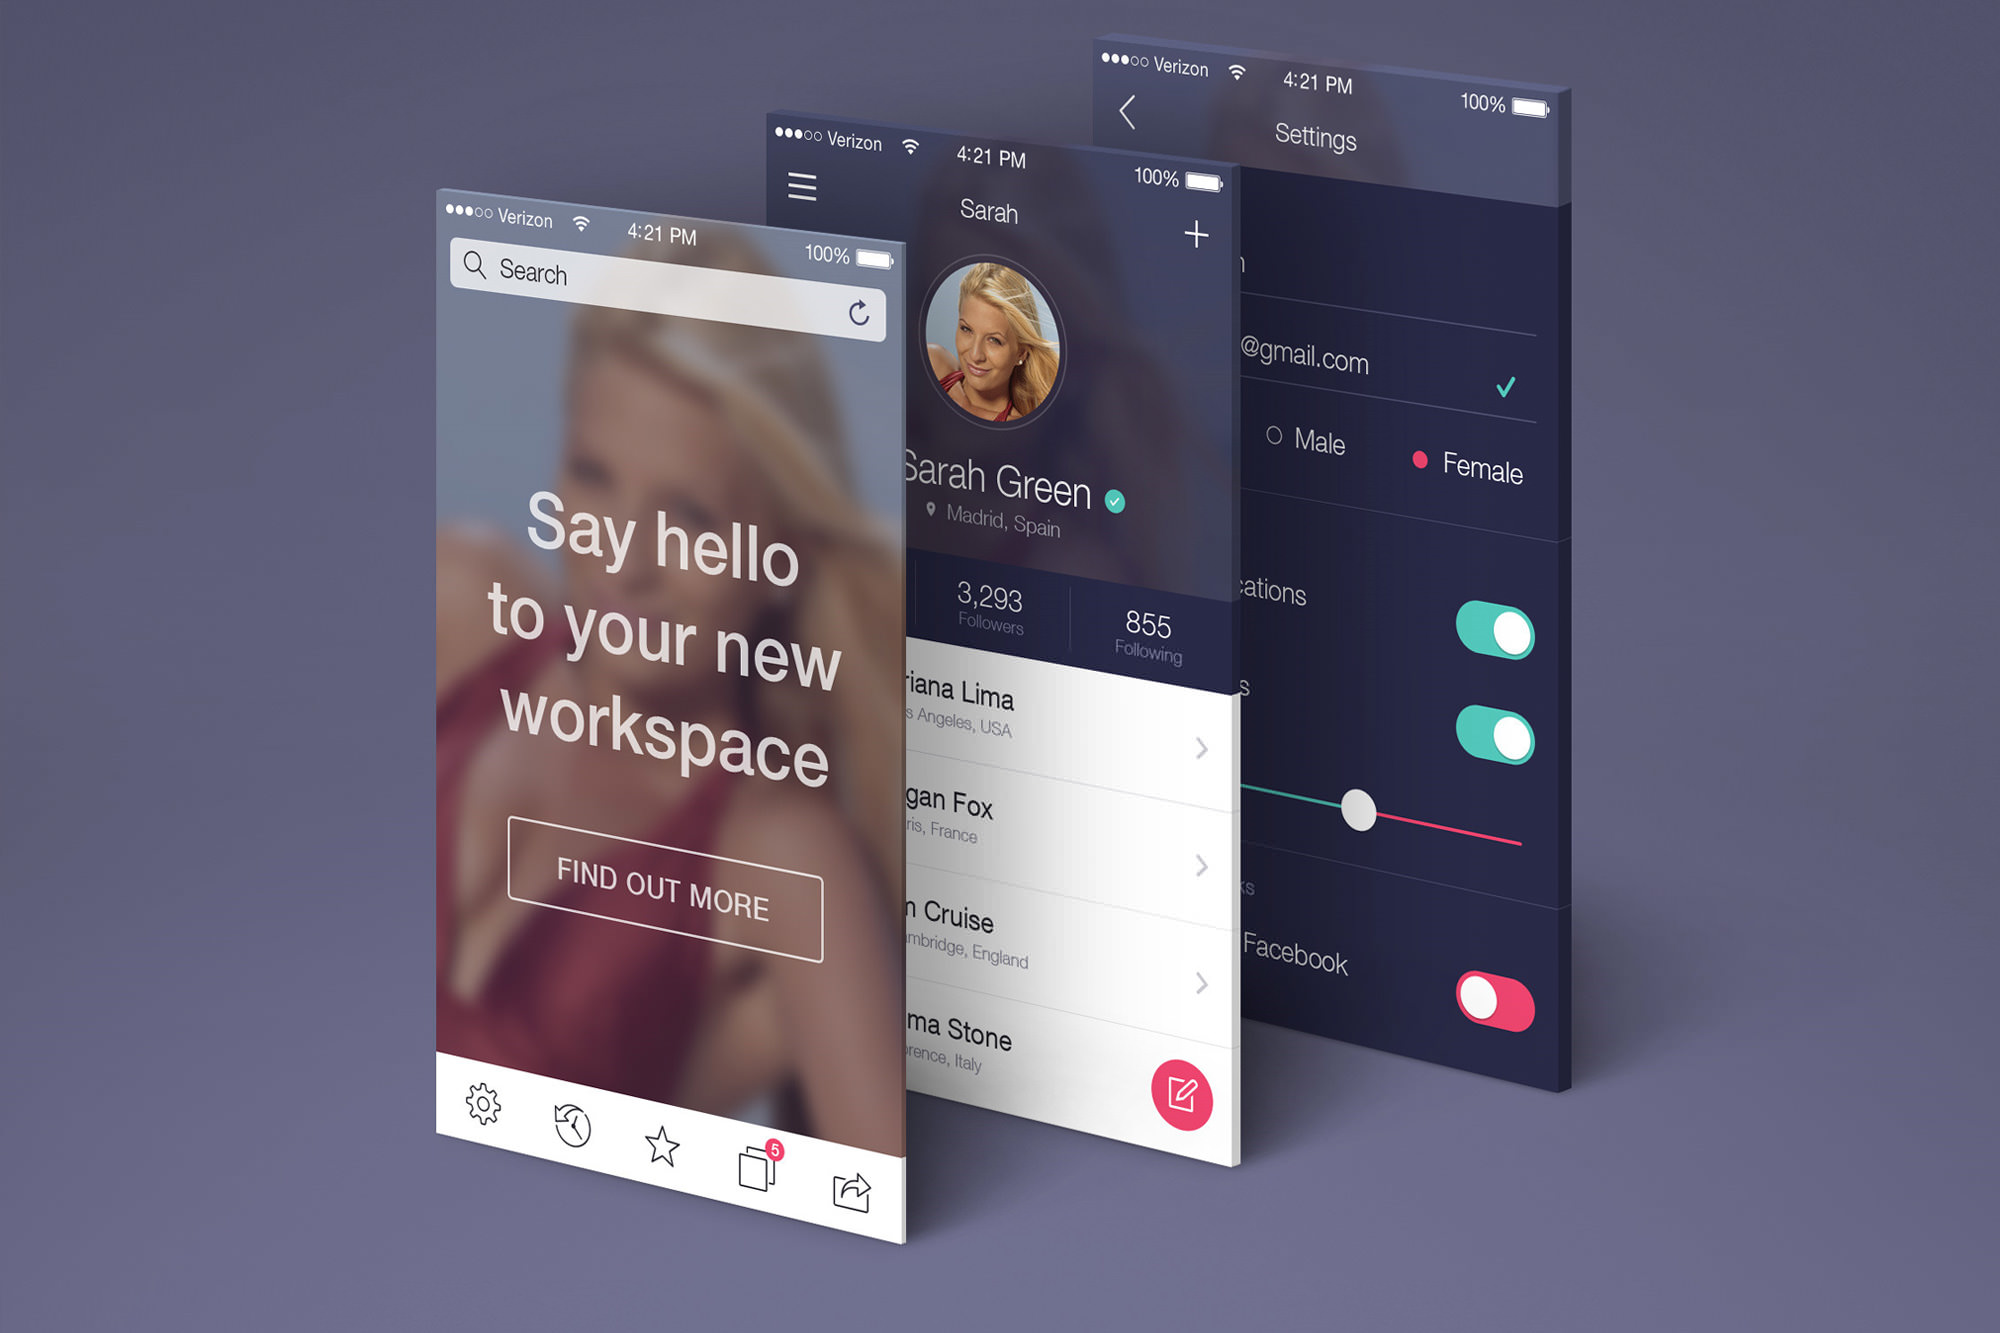 Verizon 4:21 PM 100%
Search
Say hello
to your new
workspace
FIND OUT MORE
5
Verizon 4:21 PM 100%
Sarah
Sarah Green
Madrid, Spain
3,293
Followers
855
Following
riana Lima
s Angeles, USA
gan Fox
ris, France
m Cruise
mbridge, England
ma Stone
rence, Italy
Verizon 4:21 PM 100%
Settings
@gmail.com
Male Female
cations
s
ks
Facebook